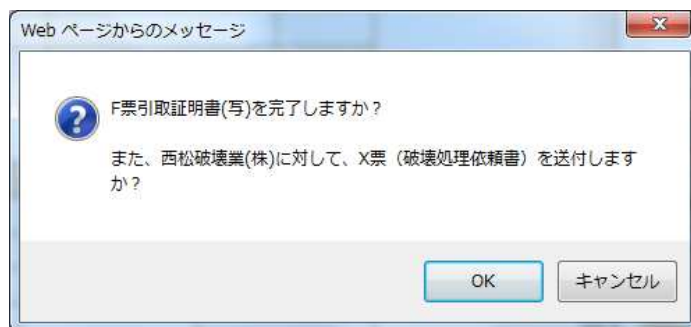 Web ページからのメッセージ
F票引取証明書(写)を完了しますか？
また、西松破壊業(株)に対して、X票（破壊処理依頼書）を送付します
か？
OK
キャンセル